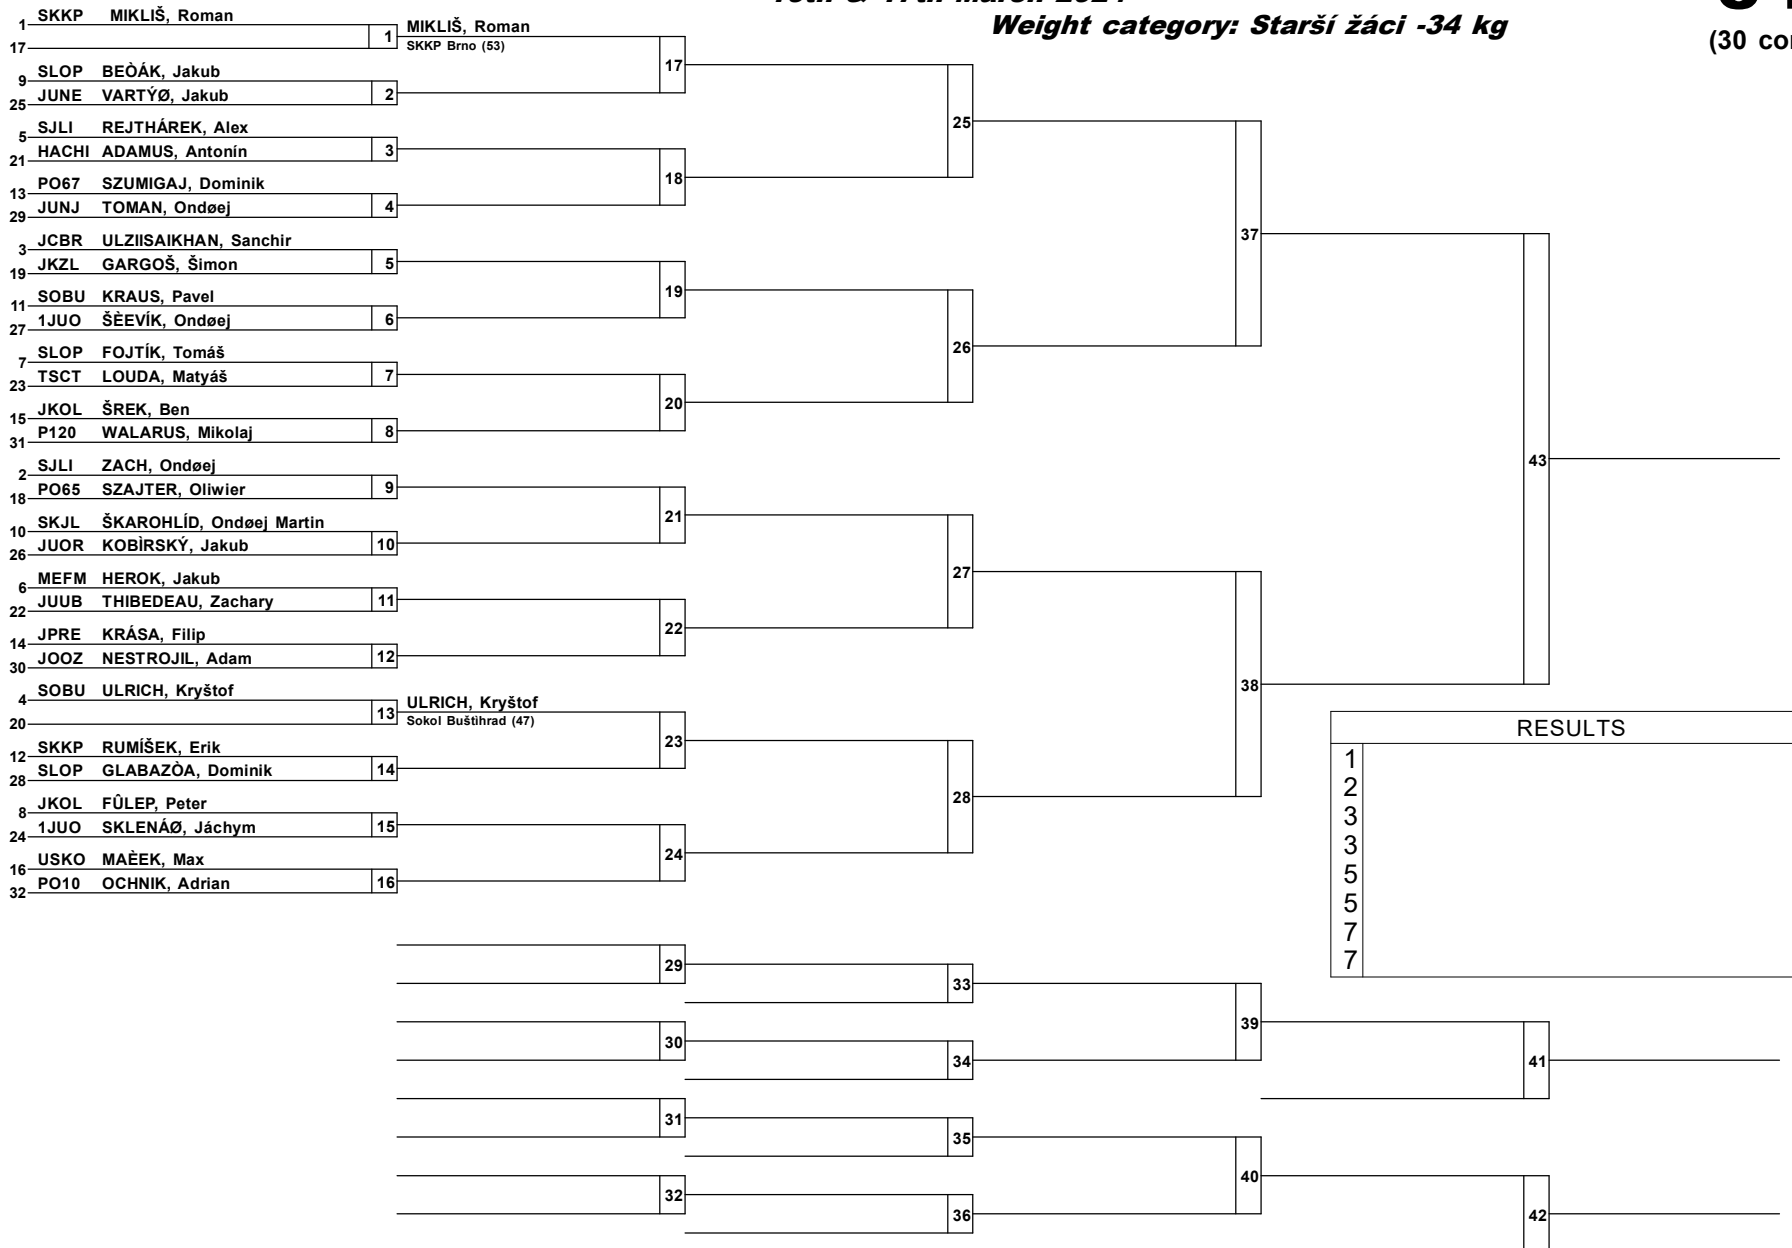 Weight category: Starší žáci -34 kg
(30 co
1 SKKP MIKLIŠ, Roman
17
1 MIKLIŠ, Roman
SKKP Brno (53)
9 SLOP BEÒÁK, Jakub
25 JUNE VARTÝØ, Jakub
2
5 SJLI REJTHÁREK, Alex
21 HACHI ADAMUS, Antonín
3
13 PO67 SZUMIGAJ, Dominik
29 JUNJ TOMAN, Ondøej
4
3 JCBR ULZIISAIKHAN, Sanchir
19 JKZL GARGOŠ, Šimon
5
11 SOBU KRAUS, Pavel
27 1JUO ŠÈEVÍK, Ondøej
6
7 SLOP FOJTÍK, Tomáš
23 TSCT LOUDA, Matyáš
7
15 JKOL ŠREK, Ben
31 P120 WALARUS, Mikolaj
8
2 SJLI ZACH, Ondøej
18 PO65 SZAJTER, Oliwier
9
10 SKJL ŠKAROHLÍD, Ondøej Martin
26 JUOR KOBÌRSKÝ, Jakub
10
6 MEFM HEROK, Jakub
22 JUUB THIBEDEAU, Zachary
11
14 JPRE KRÁSA, Filip
30 JOOZ NESTROJIL, Adam
12
4 SOBU ULRICH, Kryštof
20
13 ULRICH, Kryštof
Sokol Buštìhrad (47)
12 SKKP RUMÍŠEK, Erik
28 SLOP GLABAZÒA, Dominik
14
8 JKOL FÛLEP, Peter
24 1JUO SKLENÁØ, Jáchym
15
16 USKO MAÈEK, Max
32 PO10 OCHNIK, Adrian
16
17
18
19
20
21
22
23
24
25
26
27
28
37
38
43
RESULTS
1
2
3
3
5
5
7
7
29
30
31
32
33
34
35
36
39
40
41
42